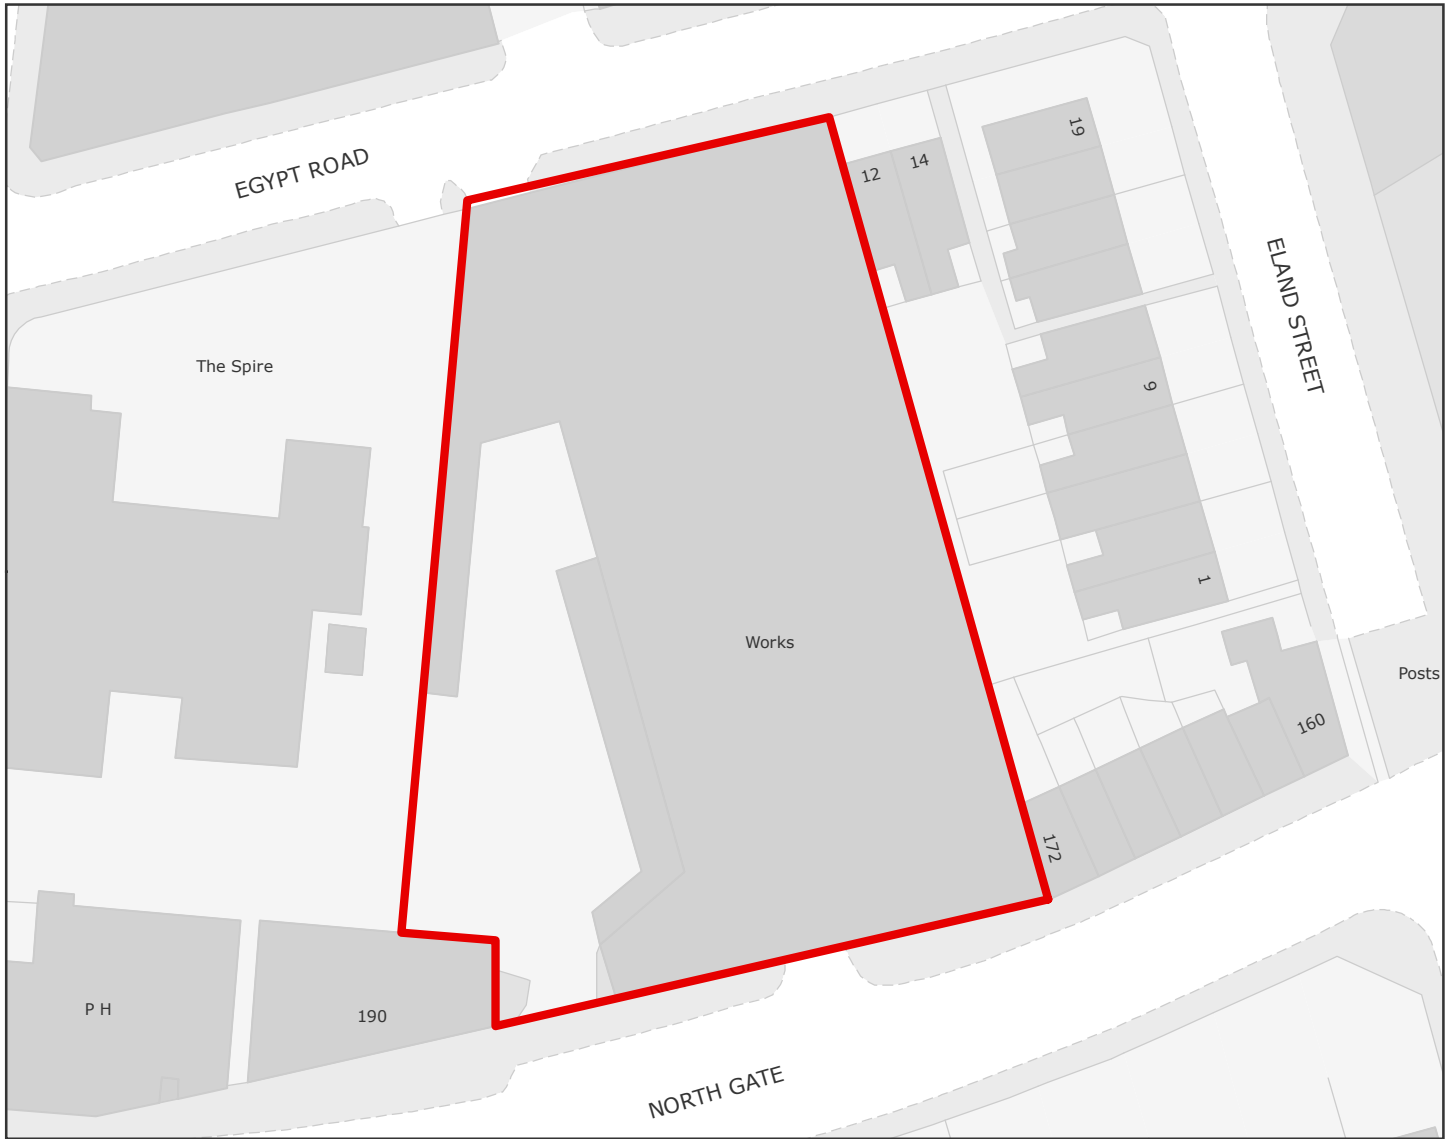 EGYPT ROAD
19
12
14
ELAND STREET
The Spire
9
1
Works
Posts
160
172
P H
190
NORTH GATE